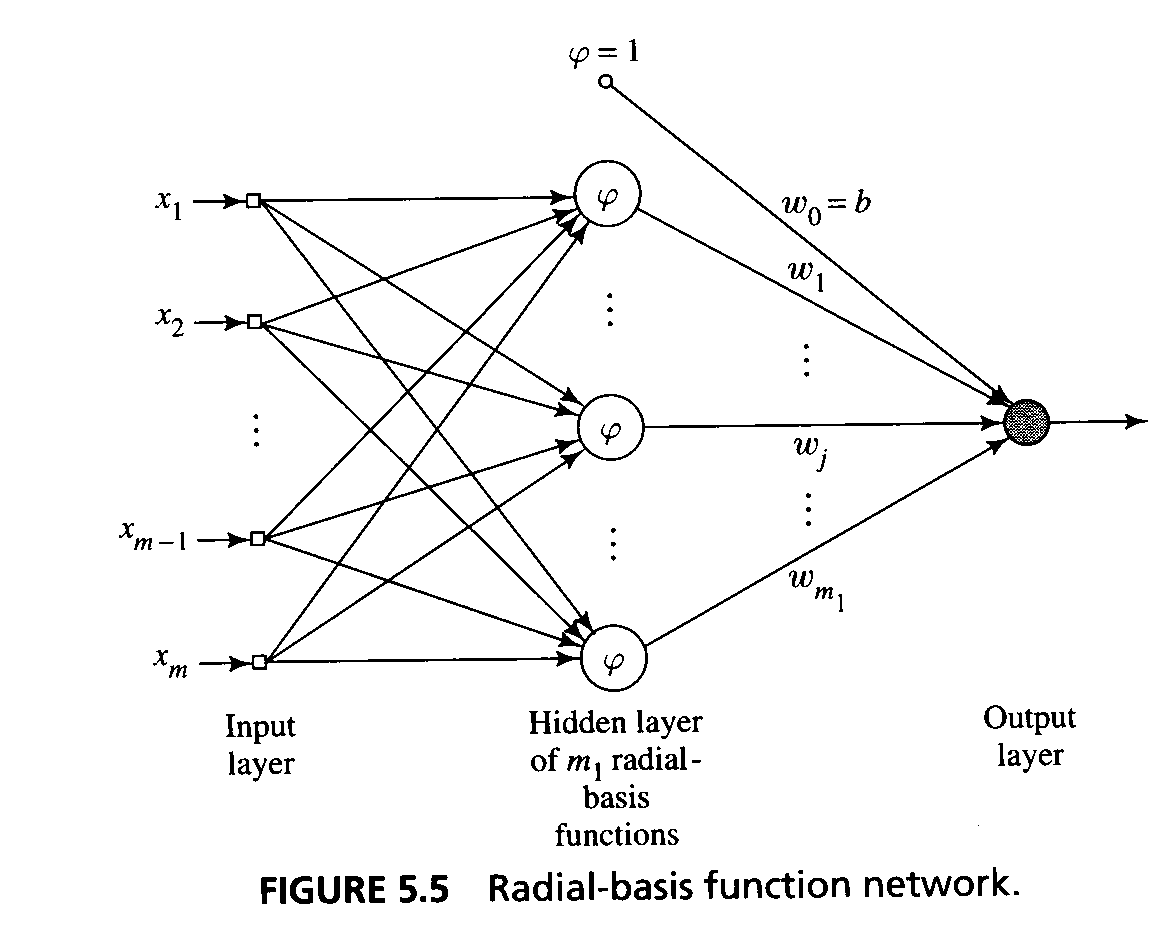 φ = 1
x1
w0 = b
φ
w1
x2
⋮
⋮
φ
⋮
wj
⋮
xm−1
⋮
wm1
xm
φ
Input
layer
Hidden layer
of m1 radial-
basis
functions
Output
layer
FIGURE 5.5 Radial-basis function network.